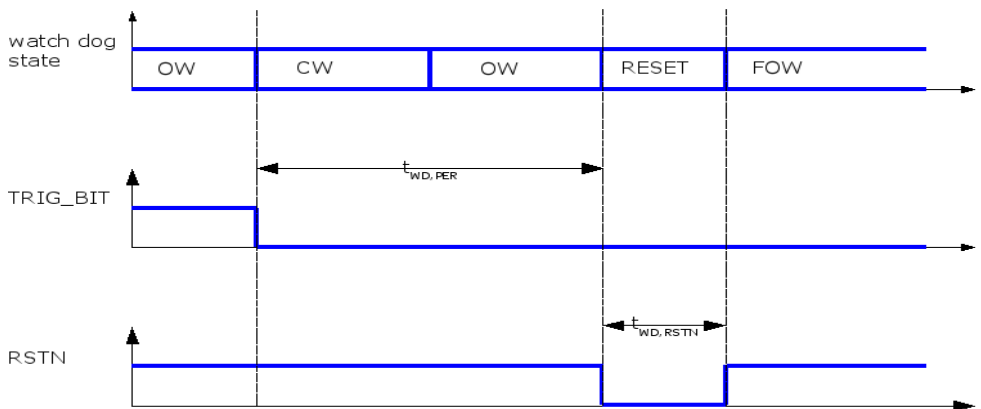 watch dog
state
OW
CW
OW
RESET
FOW
tWD,PER
TRIG_BIT
tWD,RSTN
RSTN